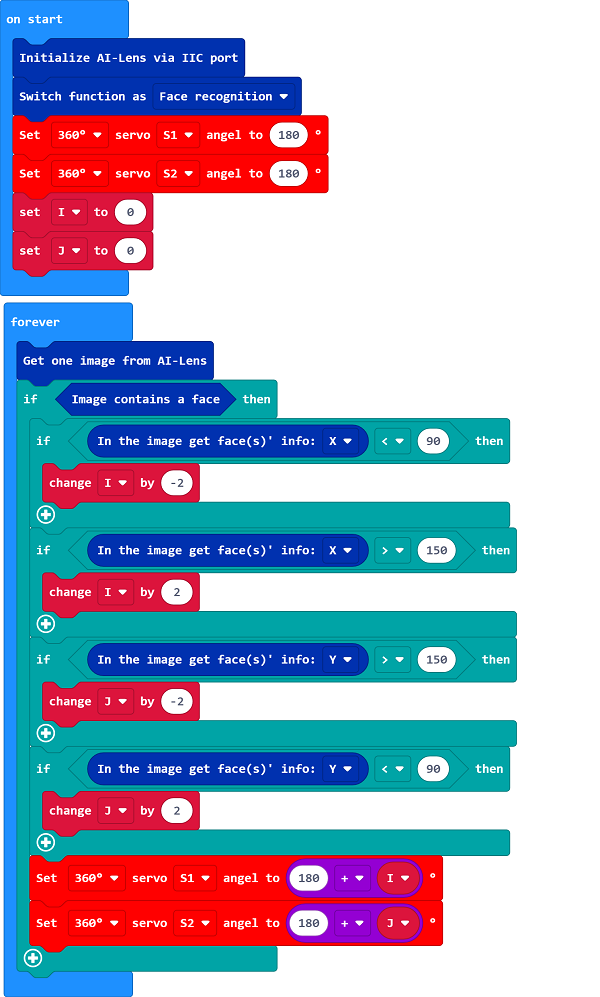 on start
Initialize AI-Lens via IIC port
Switch function as Face recognition
Set 360° servo S1 angel to 180 °
Set 360° servo S2 angel to 180 °
set I to 0
set J to 0
forever
Get one image from AI-Lens
if Image contains a face then
if In the image get face(s)' info: X < 90 then
change I by -2
if In the image get face(s)' info: X > 150 then
change I by 2
if In the image get face(s)' info: Y > 150 then
change J by -2
if In the image get face(s)' info: Y < 90 then
change J by 2
Set 360° servo S1 angel to 180 + I °
Set 360° servo S2 angel to 180 + J °